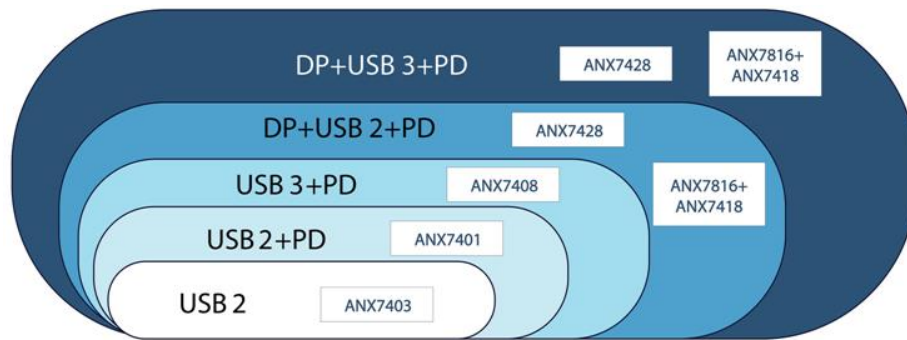 DP+USB 3+PD
ANX7428
ANX7816+
ANX7418
DP+USB 2+PD
ANX7428
USB 3+PD
ANX7408
ANX7816+
ANX7418
USB 2+PD
ANX7401
USB 2
ANX7403